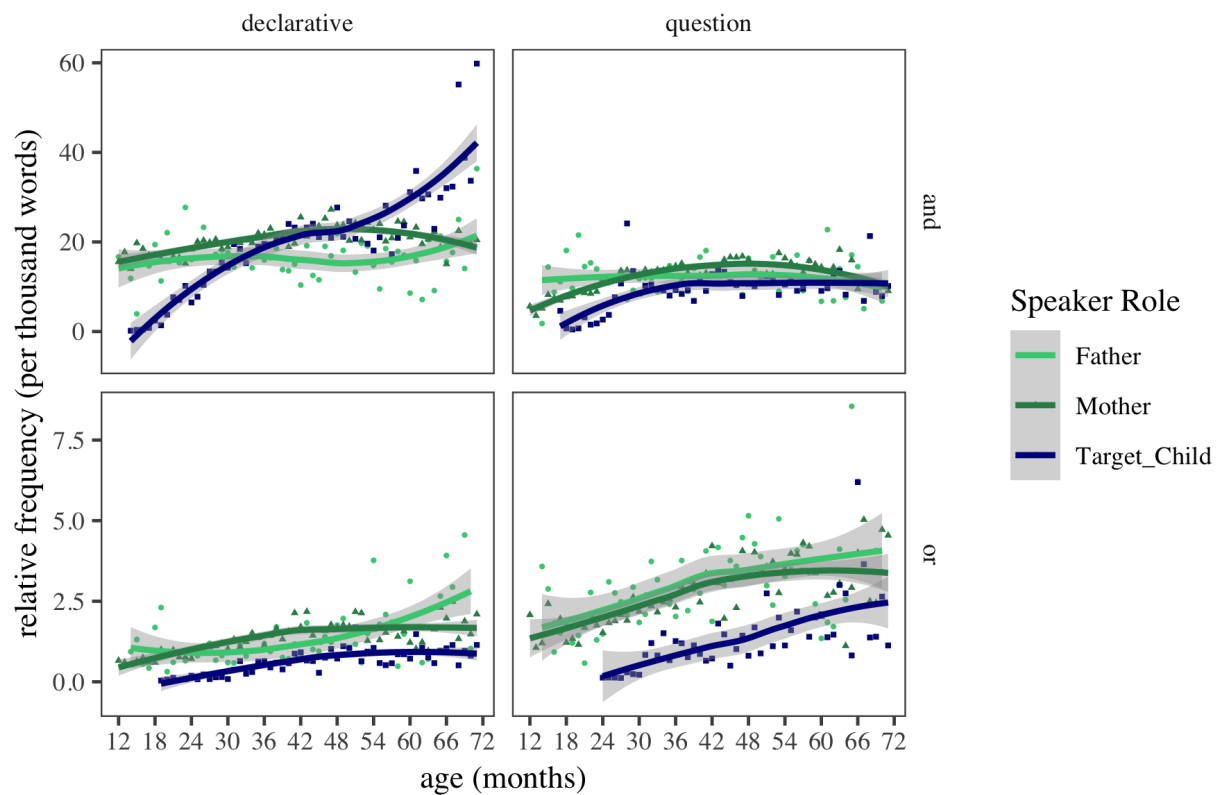 declarative
question
60
40
20
0
and
7.5
5.0
2.5
0.0
or
relative frequency (per thousand words)
12 18 24 30 36 42 48 54 60 66 72
12 18 24 30 36 42 48 54 60 66 72
age (months)
Speaker Role
Father
Mother
Target_Child